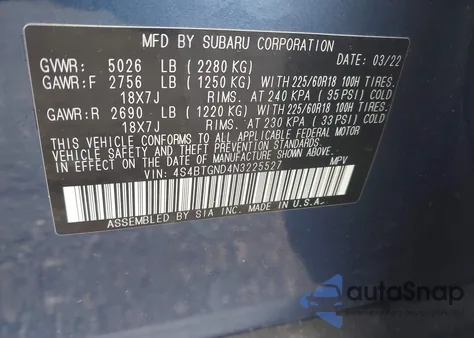 MFD BY SUBARU CORPORATION
GVWR: 5026 LB (2280 KG) DATE: 03/22
GAWR:F 2756 LB (1250 KG) WITH 225/60R18 100H TIRES.
18X7J RIMS. AT 240 KPA (35 PSI) COLD
GAWR:R 2690 LB (1220 KG) WITH 225/60R18 100H TIRES.
18X7J RIMS. AT 230 KPA (33 PSI) COLD
THIS VEHICLE CONFORMS TO ALL APPLICABLE FEDERAL MOTOR
VEHICLE SAFETY AND THEFT PREVENTION STANDARDS
IN EFFECT ON THE DATE OF MANUFACTURE SHOWN ABOVE.
VIN: 4S4BTGND4N3225527 MPV
ASSEMBLED BY SIA INC. MADE IN U.S.A.
autoSnap